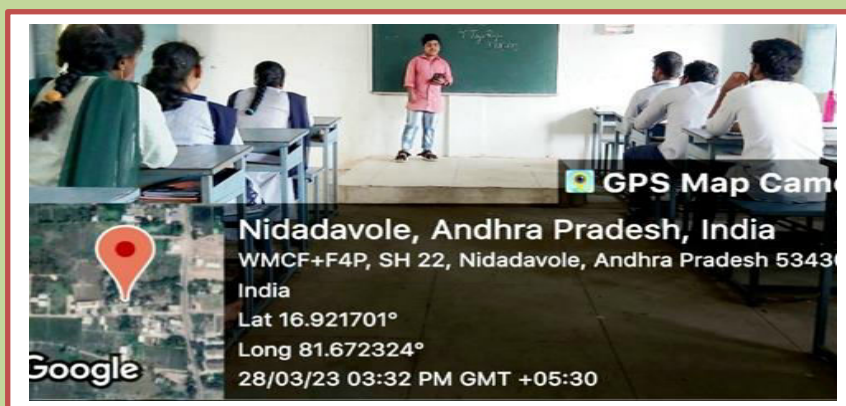 GPS Map Cam
Nidadavole, Andhra Pradesh, India
WMCF+F4P, SH 22, Nidadavole, Andhra Pradesh 5343
India
Lat 16.921701°
Long 81.672324°
28/03/23 03:32 PM GMT +05:30
Google